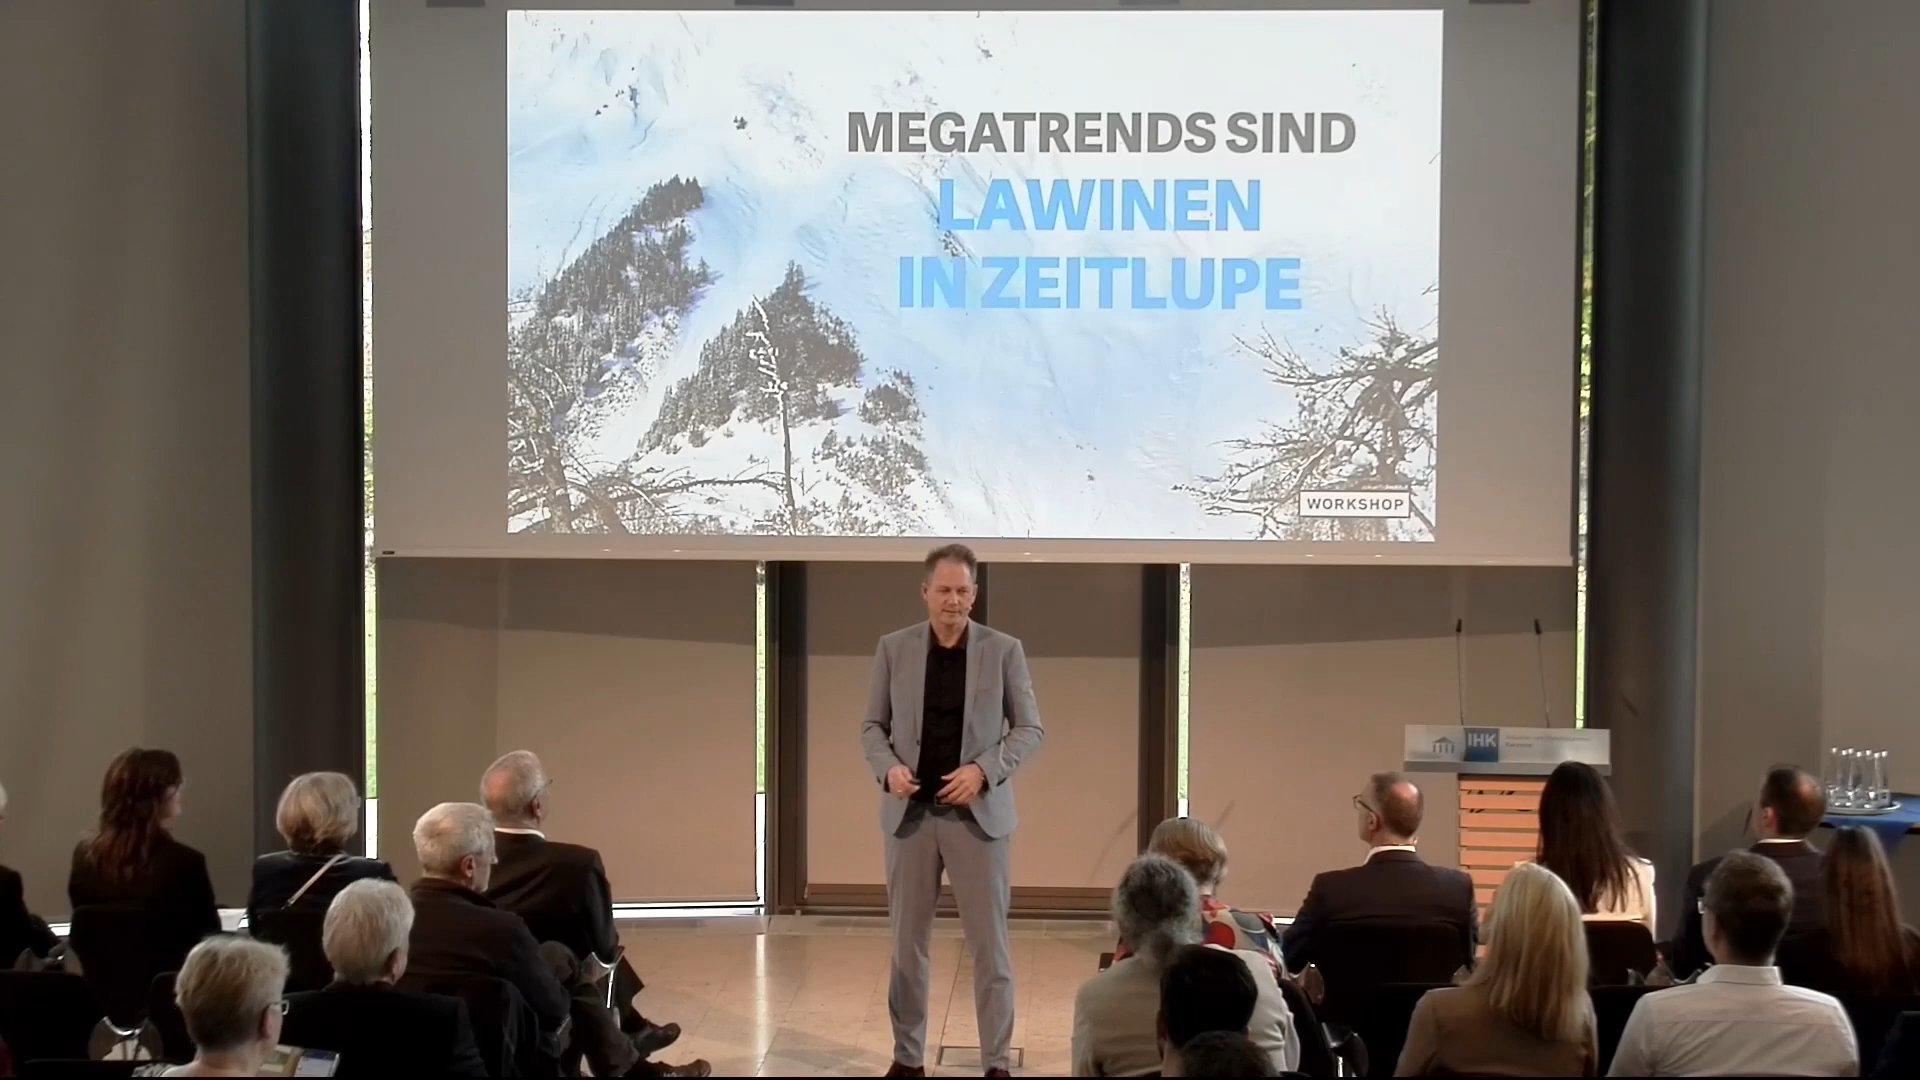 MEGATRENDS SIND
LAWINEN
IN ZEITLUPE
WORKSHOP
IHK